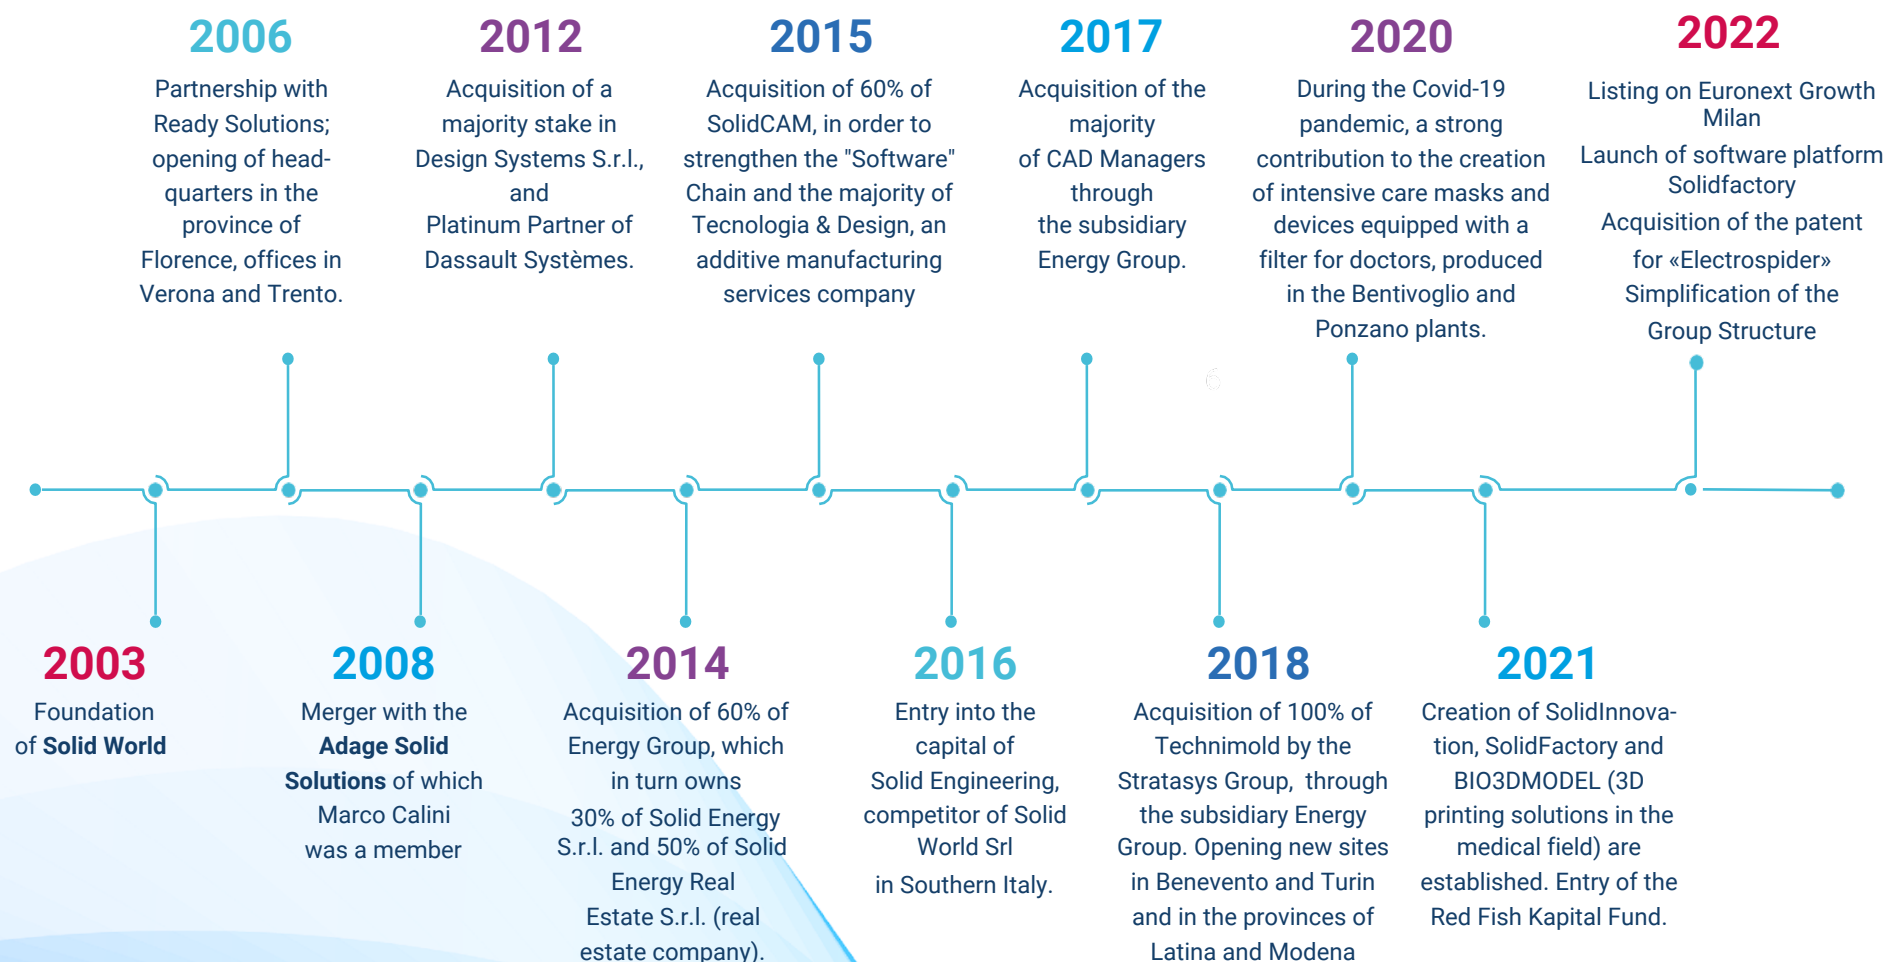 2006
Partnership with
Ready Solutions;
opening of head-
quarters in the
province of
Florence, offices in
Verona and Trento.
2012
Acquisition of a
majority stake in
Design Systems S.r.l.,
and
Platinum Partner of
Dassault Systèmes.
2015
Acquisition of 60% of
SolidCAM, in order to
strengthen the "Software"
Chain and the majority of
Tecnologia & Design, an
additive manufacturing
services company
2017
Acquisition of the
majority
of CAD Managers
through
the subsidiary
Energy Group.
2020
During the Covid-19
pandemic, a strong
contribution to the creation
of intensive care masks and
devices equipped with a
filter for doctors, produced
in the Bentivoglio and
Ponzano plants.
2022
Listing on Euronext Growth
Milan
Launch of software platform
Solidfactory
Acquisition of the patent
for «Electrospider»
Simplification of the
Group Structure
6
2003
Foundation
of Solid World
2008
Merger with the
Adage Solid
Solutions of which
Marco Calini
was a member
2014
Acquisition of 60% of
Energy Group, which
in turn owns
30% of Solid Energy
S.r.l. and 50% of Solid
Energy Real
Estate S.r.l. (real
estate company).
2016
Entry into the
capital of
Solid Engineering,
competitor of Solid
World Srl
in Southern Italy.
2018
Acquisition of 100% of
Technimold by the
Stratasys Group, through
the subsidiary Energy
Group. Opening new sites
in Benevento and Turin
and in the provinces of
Latina and Modena
2021
Creation of SolidInnova-
tion, SolidFactory and
BIO3DMODEL (3D
printing solutions in the
medical field) are
established. Entry of the
Red Fish Kapital Fund.